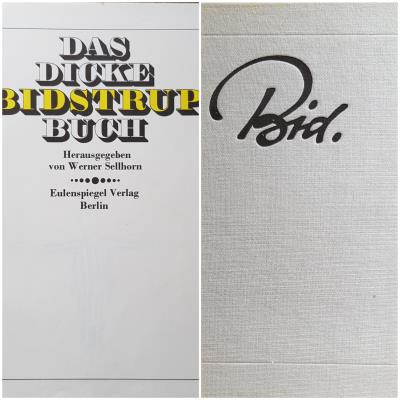 DAS
DICKE
BIDSTRUP
BUCH
Herausgegeben
von Werner Sellhorn
Eulenspiegel Verlag
Berlin
Bid.